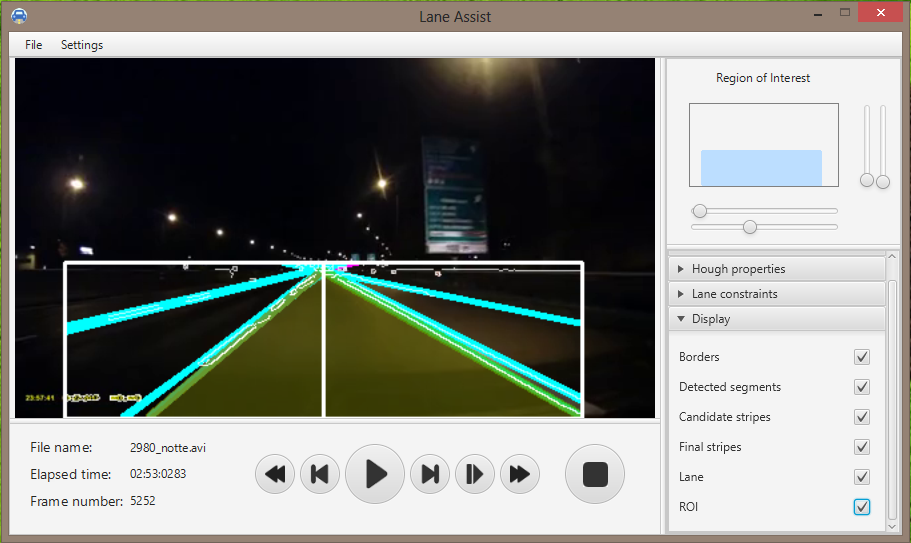 Lane Assist
File Settings
Region of Interest
Hough properties
Lane constraints
Display
Borders
Detected segments
Candidate stripes
Final stripes
Lane
ROI
23:57:41
File name: 2980_notte.avi
Elapsed time: 02:53:0283
Frame number: 5252